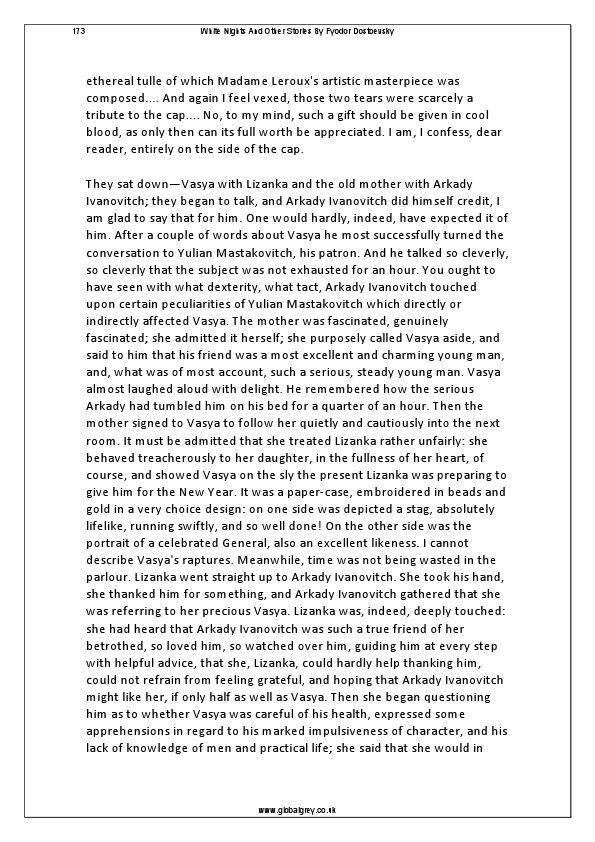 173 White Nights And Other Stories By Fyodor Dostoevsky
ethereal tulle of which Madame Leroux's artistic masterpiece was
composed.... And again I feel vexed, those two tears were scarcely a
tribute to the cap.... No, to my mind, such a gift should be given in cool
blood, as only then can its full worth be appreciated. I am, I confess, dear
reader, entirely on the side of the cap.
They sat down—Vasya with Lizanka and the old mother with Arkady
Ivanovitch; they began to talk, and Arkady Ivanovitch did himself credit, I
am glad to say that for him. One would hardly, indeed, have expected it of
him. After a couple of words about Vasya he most successfully turned the
conversation to Yulian Mastakovitch, his patron. And he talked so cleverly,
so cleverly that the subject was not exhausted for an hour. You ought to
have seen with what dexterity, what tact, Arkady Ivanovitch touched
upon certain peculiarities of Yulian Mastakovitch which directly or
indirectly affected Vasya. The mother was fascinated, genuinely
fascinated; she admitted it herself; she purposely called Vasya aside, and
said to him that his friend was a most excellent and charming young man,
and, what was of most account, such a serious, steady young man. Vasya
almost laughed aloud with delight. He remembered how the serious
Arkady had tumbled him on his bed for a quarter of an hour. Then the
mother signed to Vasya to follow her quietly and cautiously into the next
room. It must be admitted that she treated Lizanka rather unfairly: she
behaved treacherously to her daughter, in the fullness of her heart, of
course, and showed Vasya on the sly the present Lizanka was preparing to
give him for the New Year. It was a paper-case, embroidered in beads and
gold in a very choice design: on one side was depicted a stag, absolutely
lifelike, running swiftly, and so well done! On the other side was the
portrait of a celebrated General, also an excellent likeness. I cannot
describe Vasya's raptures. Meanwhile, time was not being wasted in the
parlour. Lizanka went straight up to Arkady Ivanovitch. She took his hand,
she thanked him for something, and Arkady Ivanovitch gathered that she
was referring to her precious Vasya. Lizanka was, indeed, deeply touched:
she had heard that Arkady Ivanovitch was such a true friend of her
betrothed, so loved him, so watched over him, guiding him at every step
with helpful advice, that she, Lizanka, could hardly help thanking him,
could not refrain from feeling grateful, and hoping that Arkady Ivanovitch
might like her, if only half as well as Vasya. Then she began questioning
him as to whether Vasya was careful of his health, expressed some
apprehensions in regard to his marked impulsiveness of character, and his
lack of knowledge of men and practical life; she said that she would in
www.globalgrey.co.uk